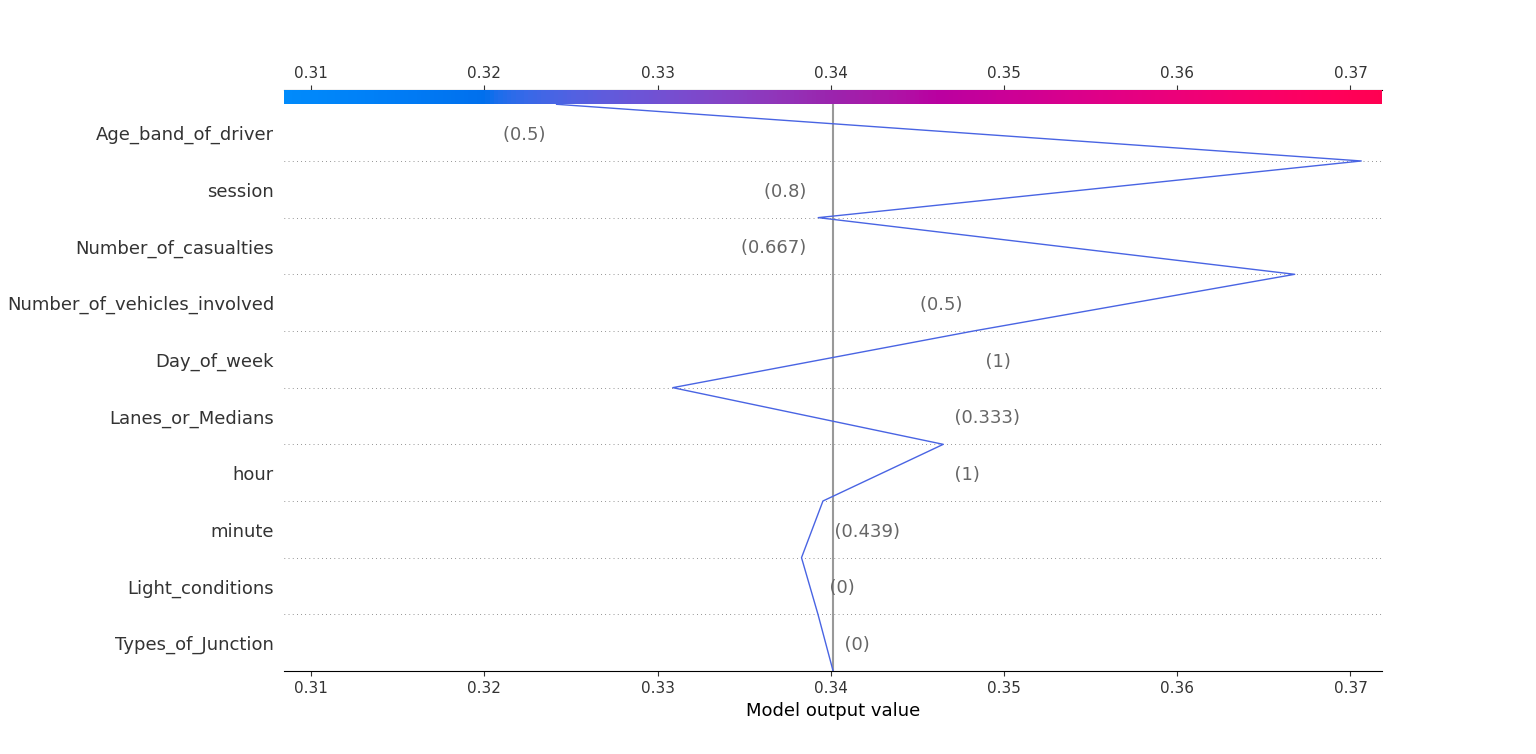 0.31 0.32 0.33 0.34 0.35 0.36 0.37
Age_band_of_driver (0.5)
session (0.8)
Number_of_casualties (0.667)
Number_of_vehicles_involved (0.5)
Day_of_week (1)
Lanes_or_Medians (0.333)
hour (1)
minute (0.439)
Light_conditions (0)
Types_of_Junction (0)
0.31 0.32 0.33 0.34 0.35 0.36 0.37
Model output value